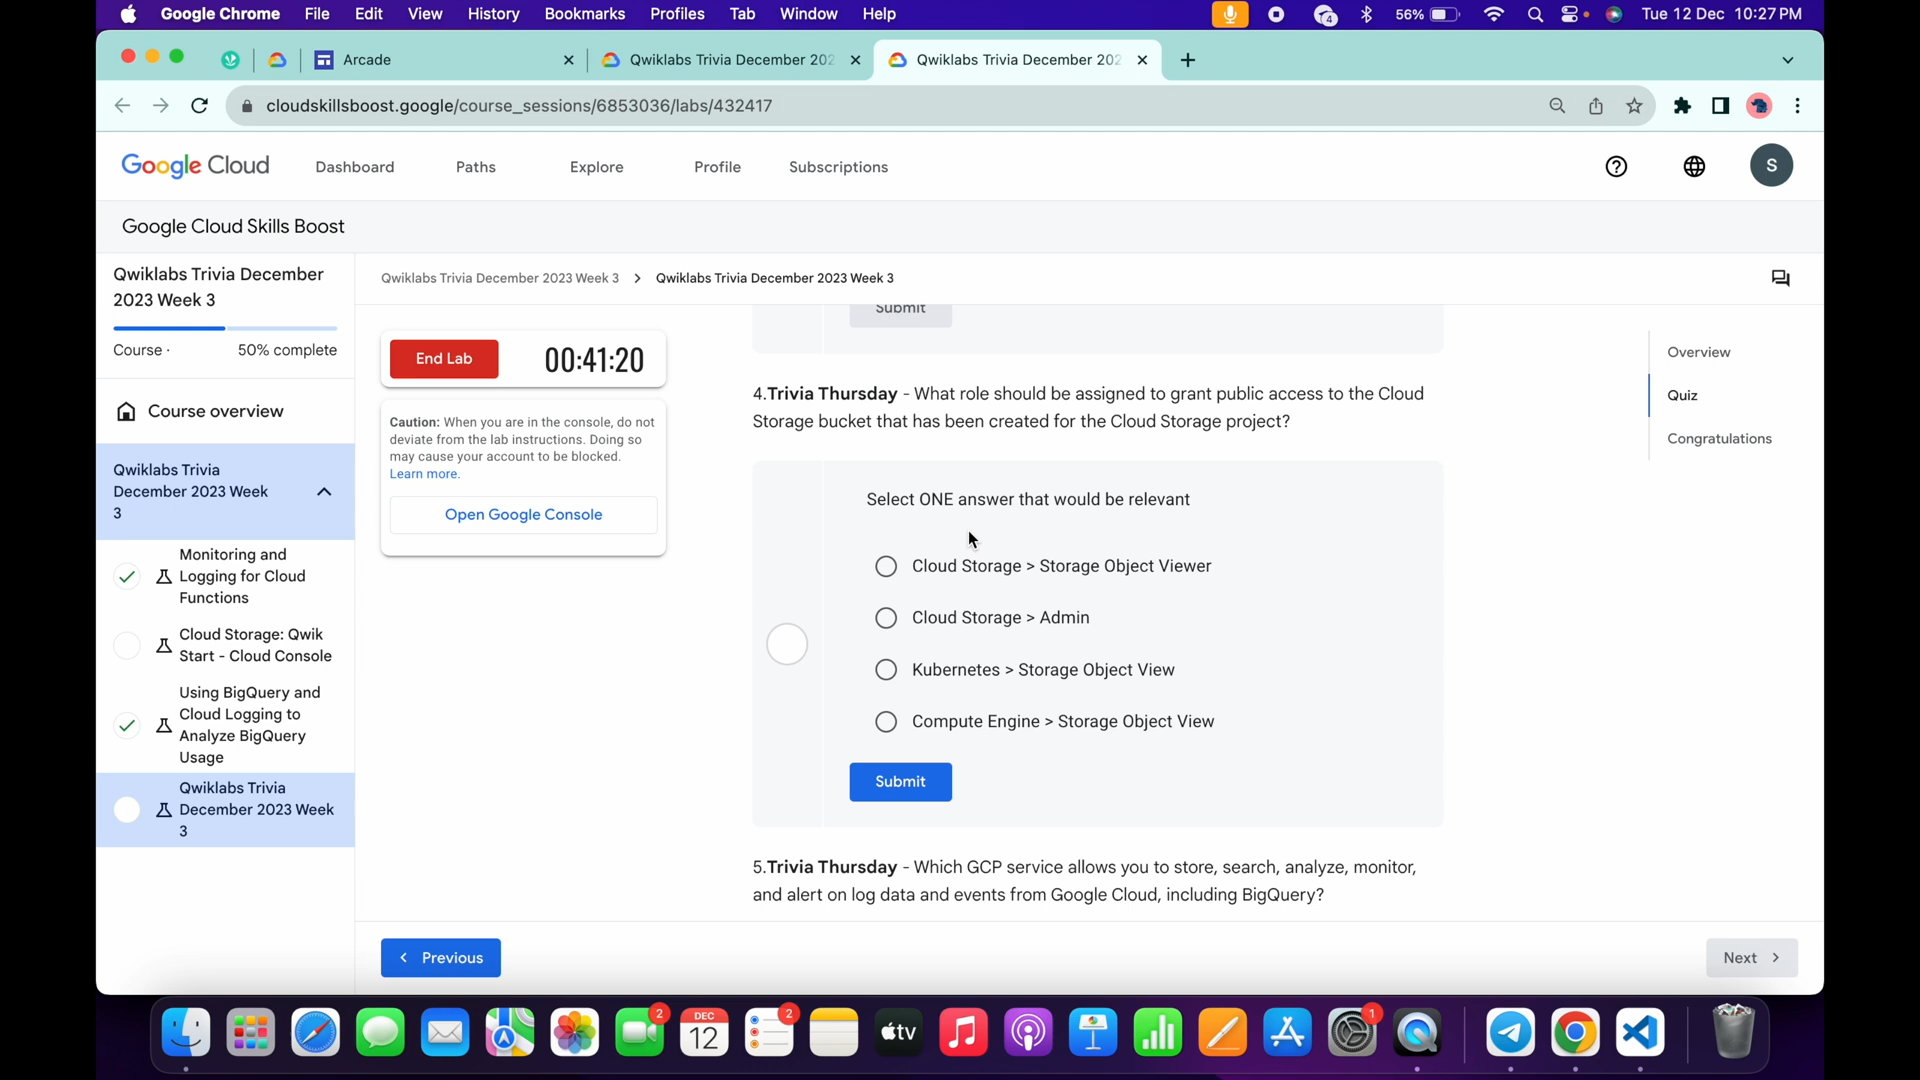 Google Chrome File Edit View History Bookmarks Profiles Tab Window Help 4 56% Tue 12 Dec 10:27 PM
Arcade Qwiklabs Trivia December 202 Qwiklabs Trivia December 202
cloudskillsboost.google/course_sessions/6853036/labs/432417
Google Cloud Dashboard Paths Explore Profile Subscriptions S
Google Cloud Skills Boost
Qwiklabs Trivia December
2023 Week 3
Course · 50% complete
Course overview
Qwiklabs Trivia
December 2023 Week
3
Monitoring and
Logging for Cloud
Functions
Cloud Storage: Qwik
Start - Cloud Console
Using BigQuery and
Cloud Logging to
Analyze BigQuery
Usage
Qwiklabs Trivia
December 2023 Week
3
Qwiklabs Trivia December 2023 Week 3 > Qwiklabs Trivia December 2023 Week 3
End Lab 00:41:20
Caution: When you are in the console, do not
deviate from the lab instructions. Doing so
may cause your account to be blocked.
Learn more.
Open Google Console
Submit
4.Trivia Thursday - What role should be assigned to grant public access to the Cloud
Storage bucket that has been created for the Cloud Storage project?
Select ONE answer that would be relevant
Cloud Storage > Storage Object Viewer
Cloud Storage > Admin
Kubernetes > Storage Object View
Compute Engine > Storage Object View
Submit
5.Trivia Thursday - Which GCP service allows you to store, search, analyze, monitor,
and alert on log data and events from Google Cloud, including BigQuery?
Overview
Quiz
Congratulations
Previous
Next
2 DEC 12 2 tv 1